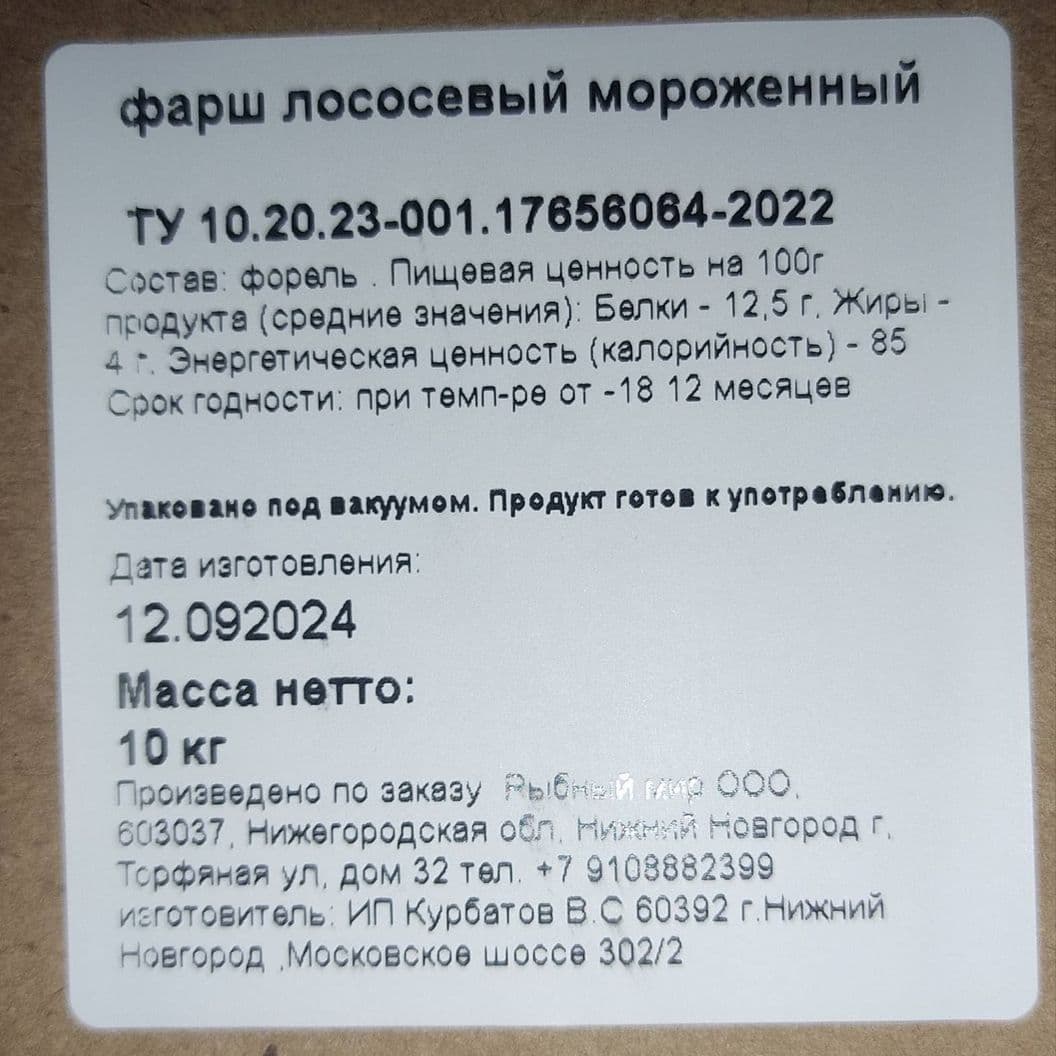 фарш лососевый мороженный
ТУ 10.20.23-001.17656064-2022
Состав: форель . Пищевая ценность на 100г
продукта (средние значения): Белки - 12,5 г, Жиры -
4 г. Энергетическая ценность (калорийность) - 85
Срок годности: при темп-ре от -18 12 месяцев
Упаковано под вакуумом. Продукт готов к употреблению.
Дата изготовления:
12.092024
Масса нетто:
10 кг
Произведено по заказу Рыбный мир ООО,
603037, Нижегородская обл, Нижний Новгород г,
Торфяная ул, дом 32 тел. +7 9108882399
изготовитель: ИП Курбатов В.С 60392 г.Нижний
Новгород ,Московское шоссе 302/2